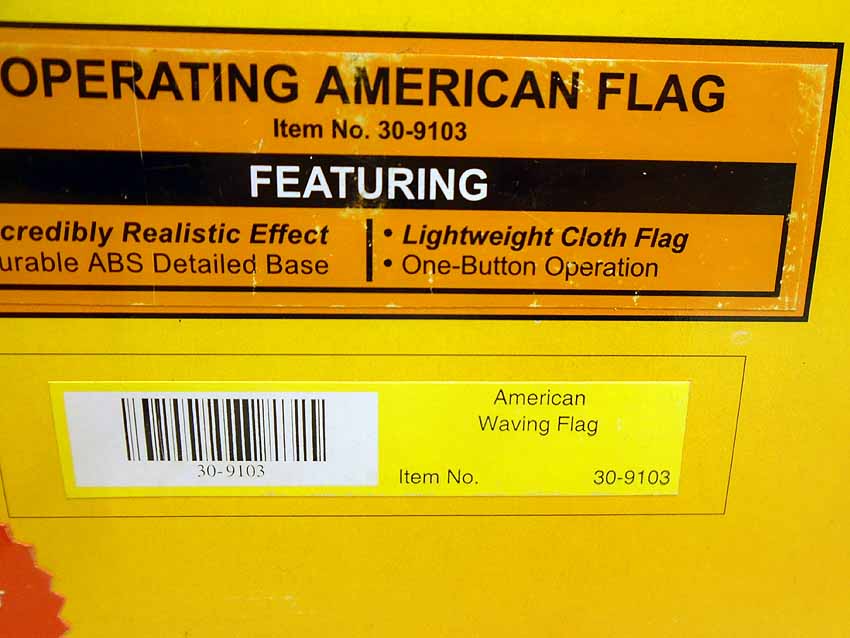 OPERATING AMERICAN FLAG
Item No. 30-9103
FEATURING
credibly Realistic Effect
urable ABS Detailed Base
• Lightweight Cloth Flag
• One-Button Operation
30-9103
American
Waving Flag
Item No. 30-9103